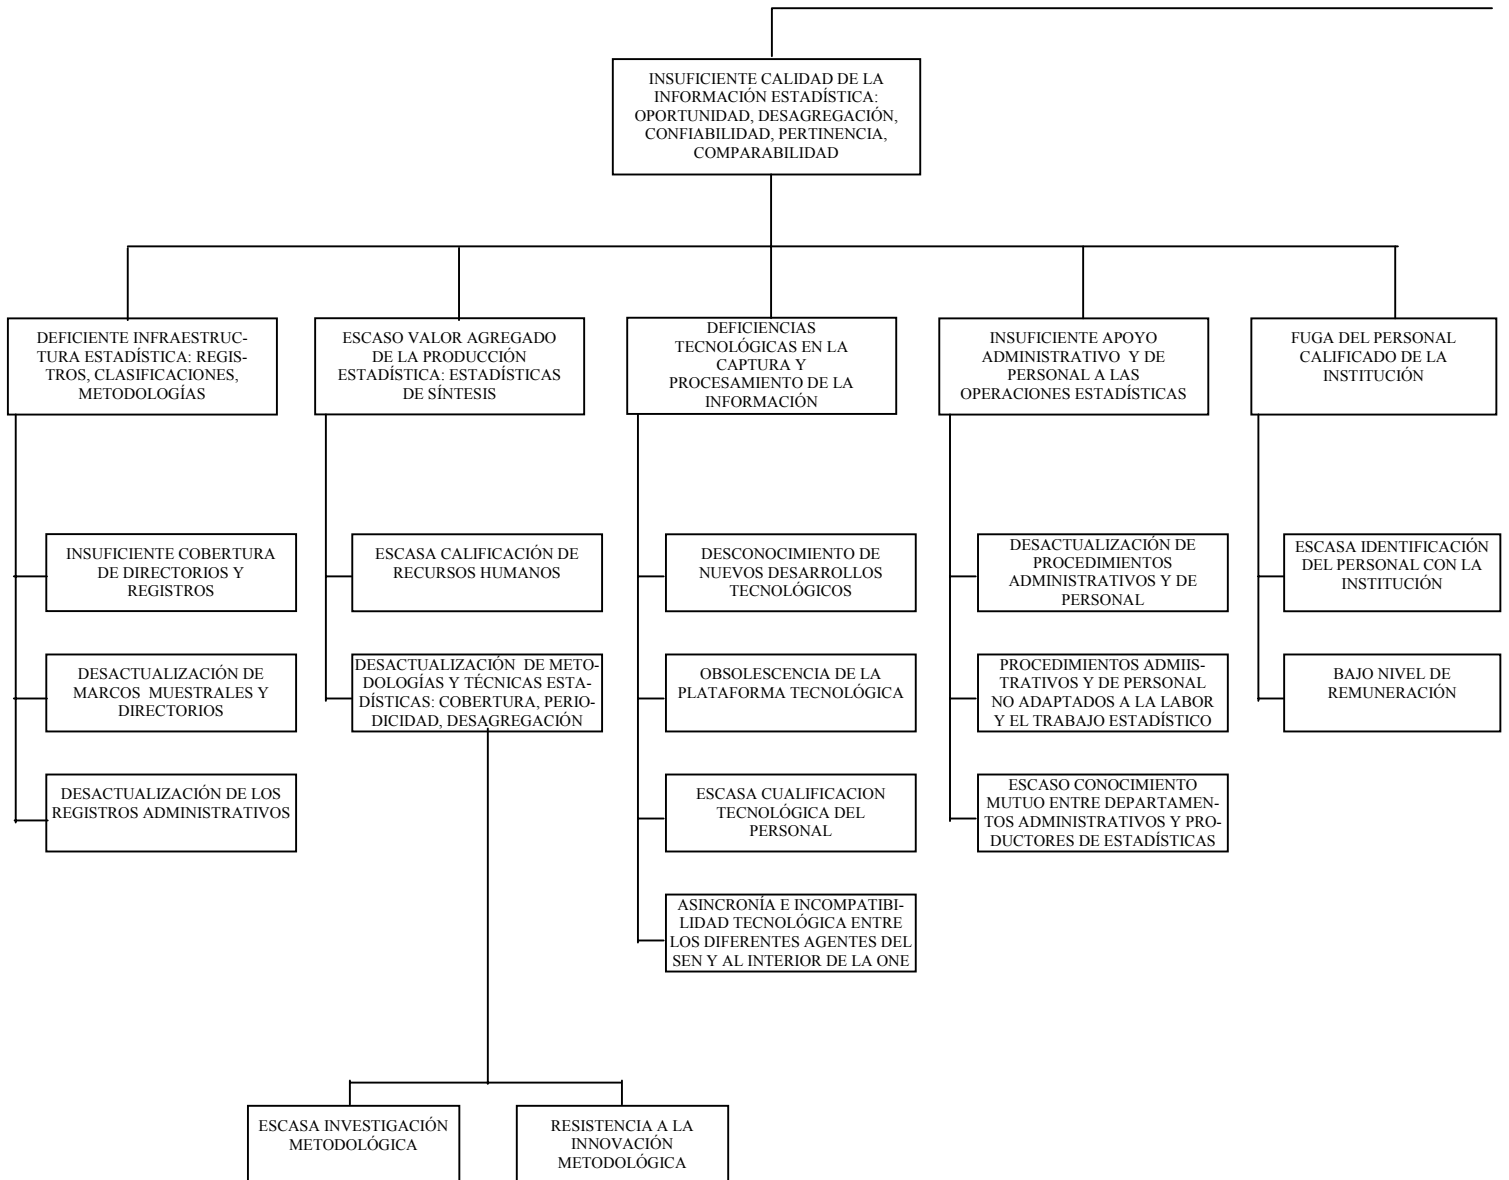 INSUFICIENTE CALIDAD DE LA
INFORMACIÓN ESTADÍSTICA:
OPORTUNIDAD, DESAGREGACIÓN,
CONFIABILIDAD, PERTINENCIA,
COMPARABILIDAD
DEFICIENTE INFRAESTRUC-
TURA ESTADÍSTICA: REGIS-
TROS, CLASIFICACIONES,
METODOLOGÍAS
ESCASO VALOR AGREGADO
DE LA PRODUCCIÓN
ESTADÍSTICA: ESTADÍSTICAS
DE SÍNTESIS
DEFICIENCIAS
TECNOLÓGICAS EN LA
CAPTURA Y
PROCESAMIENTO DE LA
INFORMACIÓN
INSUFICIENTE APOYO
ADMINISTRATIVO Y DE
PERSONAL A LAS
OPERACIONES ESTADÍSTICAS
FUGA DEL PERSONAL
CALIFICADO DE LA
INSTITUCIÓN
INSUFICIENTE COBERTURA
DE DIRECTORIOS Y
REGISTROS
ESCASA CALIFICACIÓN DE
RECURSOS HUMANOS
DESCONOCIMIENTO DE
NUEVOS DESARROLLOS
TECNOLÓGICOS
DESACTUALIZACIÓN DE
PROCEDIMIENTOS
ADMINISTRATIVOS Y DE
PERSONAL
ESCASA IDENTIFICACIÓN
DEL PERSONAL CON LA
INSTITUCIÓN
DESACTUALIZACIÓN DE
MARCOS MUESTRALES Y
DIRECTORIOS
DESACTUALIZACIÓN DE METO-
DOLOGÍAS Y TÉCNICAS ESTA-
DÍSTICAS: COBERTURA, PERIO-
DICIDAD, DESAGREGACIÓN
OBSOLESCENCIA DE LA
PLATAFORMA TECNOLÓGICA
PROCEDIMIENTOS ADMIIS-
TRATIVOS Y DE PERSONAL
NO ADAPTADOS A LA LABOR
Y EL TRABAJO ESTADÍSTICO
BAJO NIVEL DE
REMUNERACIÓN
DESACTUALIZACIÓN DE LOS
REGISTROS ADMINISTRATIVOS
ESCASA CUALIFICACION
TECNOLÓGICA DEL
PERSONAL
ESCASO CONOCIMIENTO
MUTUO ENTRE DEPARTAMEN-
TOS ADMINISTRATIVOS Y PRO-
DUCTORES DE ESTADÍSTICAS
ASINCRONÍA E INCOMPATIBI-
LIDAD TECNOLÓGICA ENTRE
LOS DIFERENTES AGENTES DEL
SEN Y AL INTERIOR DE LA ONE
ESCASA INVESTIGACIÓN
METODOLÓGICA
RESISTENCIA A LA
INNOVACIÓN
METODOLÓGICA